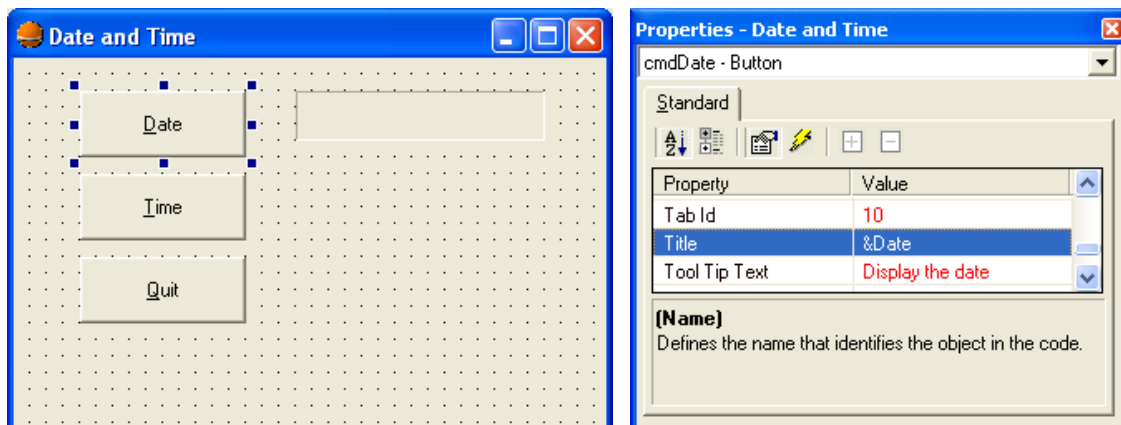 Date and Time
Date
Time
Quit
Properties - Date and Time
cmdDate - Button
Standard
Property Value
Tab Id 10
Title &Date
Tool Tip Text Display the date
(Name)
Defines the name that identifies the object in the code.